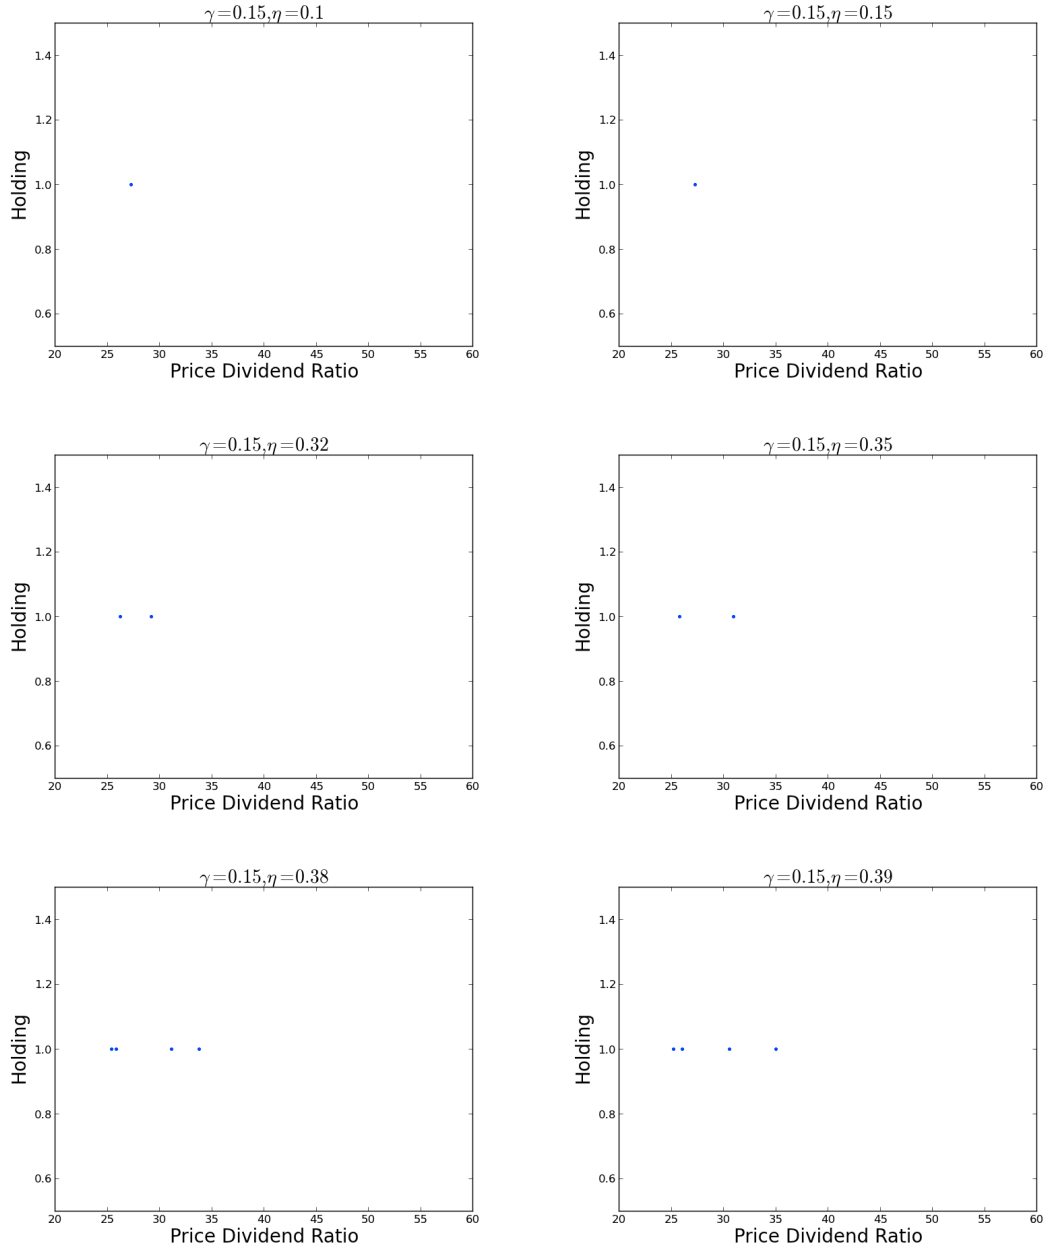 γ=0.15,η=0.1
1.4
1.2
1.0
0.8
0.6
Holding
20 25 30 35 40 45 50 55 60
Price Dividend Ratio
γ=0.15,η=0.15
1.4
1.2
1.0
0.8
0.6
Holding
20 25 30 35 40 45 50 55 60
Price Dividend Ratio
γ=0.15,η=0.32
1.4
1.2
1.0
0.8
0.6
Holding
20 25 30 35 40 45 50 55 60
Price Dividend Ratio
γ=0.15,η=0.35
1.4
1.2
1.0
0.8
0.6
Holding
20 25 30 35 40 45 50 55 60
Price Dividend Ratio
γ=0.15,η=0.38
1.4
1.2
1.0
0.8
0.6
Holding
20 25 30 35 40 45 50 55 60
Price Dividend Ratio
γ=0.15,η=0.39
1.4
1.2
1.0
0.8
0.6
Holding
20 25 30 35 40 45 50 55 60
Price Dividend Ratio